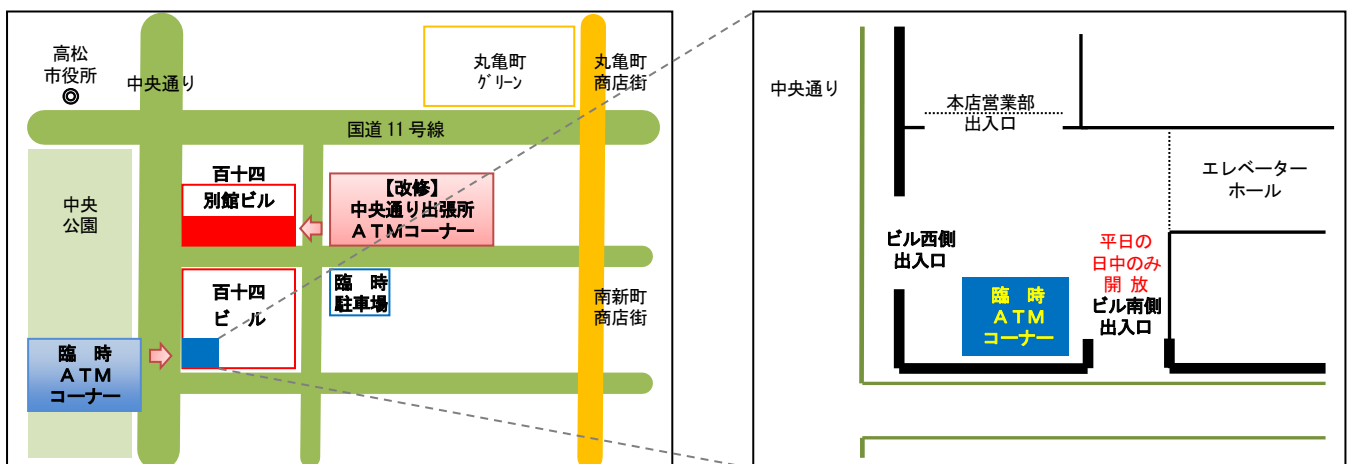 高松
市役所
中央通り
丸亀町
グリーン
丸亀町
商店街
国道11号線
中央
公園
百十四
別館ビル
【改修】
中央通り出張所
ＡＴＭコーナー
百十四
ビ　ル
臨　時
駐車場
南新町
商店街
臨　時
ＡＴＭ
コーナー
中央通り
本店営業部
出入口
エレベーター
ホール
ビル西側
出入口
平日の
日中のみ
開 放
ビル南側
出入口
臨　時
ＡＴＭ
コーナー